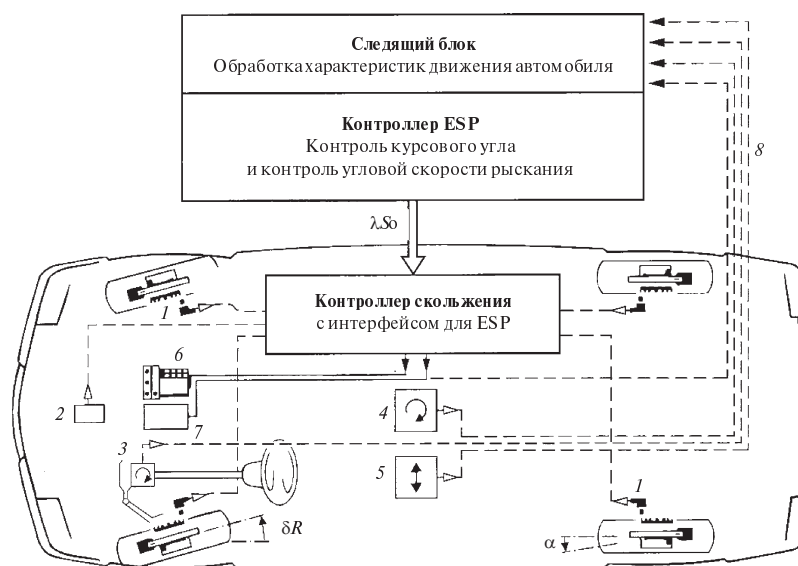 Следящий блок
Обработка характеристик движения автомобиля
Контроллер ESP
Контроль курсового угла
и контроль угловой скорости рыскания
8
λSo
Контроллер скольжения
с интерфейсом для ESP
1
6
2
7
4
3
5
1
δR
α